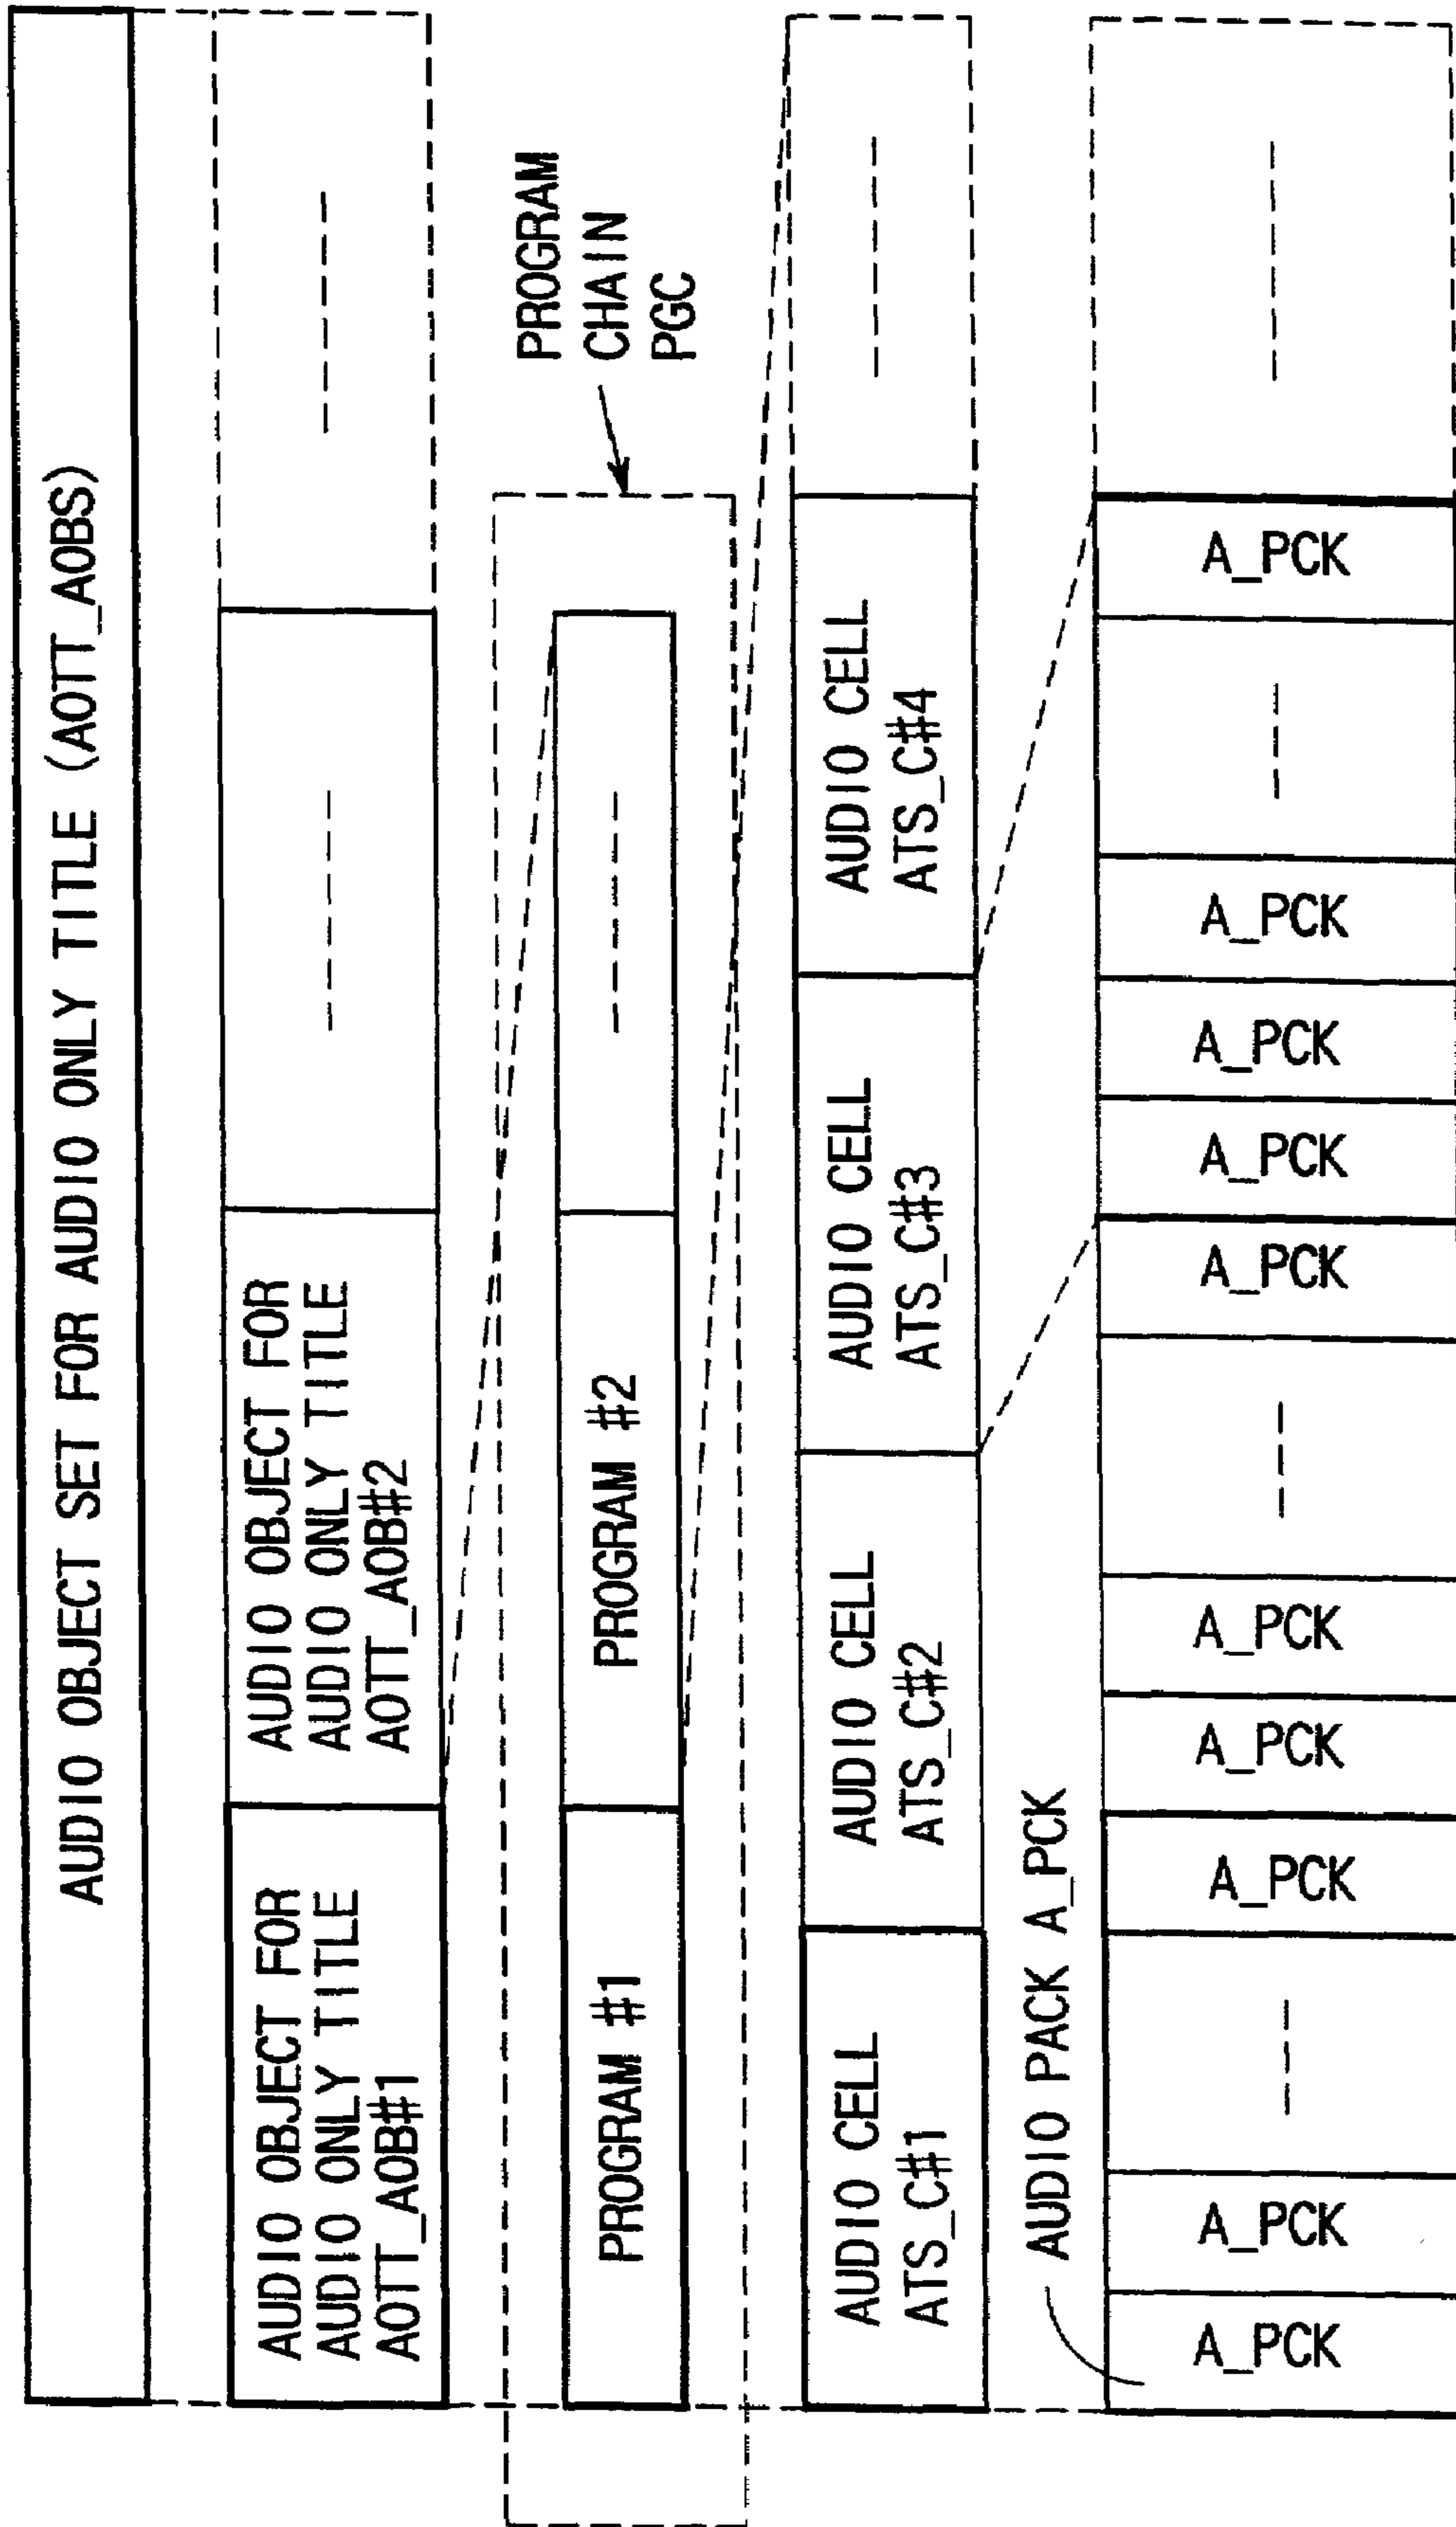 AUDIO OBJECT SET FOR AUDIO ONLY TITLE (AOTT_AOBS)
AUDIO OBJECT FOR
AUDIO ONLY TITLE
AOTT_AOB#1
AUDIO OBJECT FOR
AUDIO ONLY TITLE
AOTT_AOB#2
PROGRAM #1
PROGRAM #2
PROGRAM
CHAIN
PGC
AUDIO CELL
ATS_C#1
AUDIO CELL
ATS_C#2
AUDIO CELL
ATS_C#3
AUDIO CELL
ATS_C#4
AUDIO PACK A_PCK
A_PCK
A_PCK
A_PCK
A_PCK
A_PCK
A_PCK
A_PCK
A_PCK
A_PCK
A_PCK